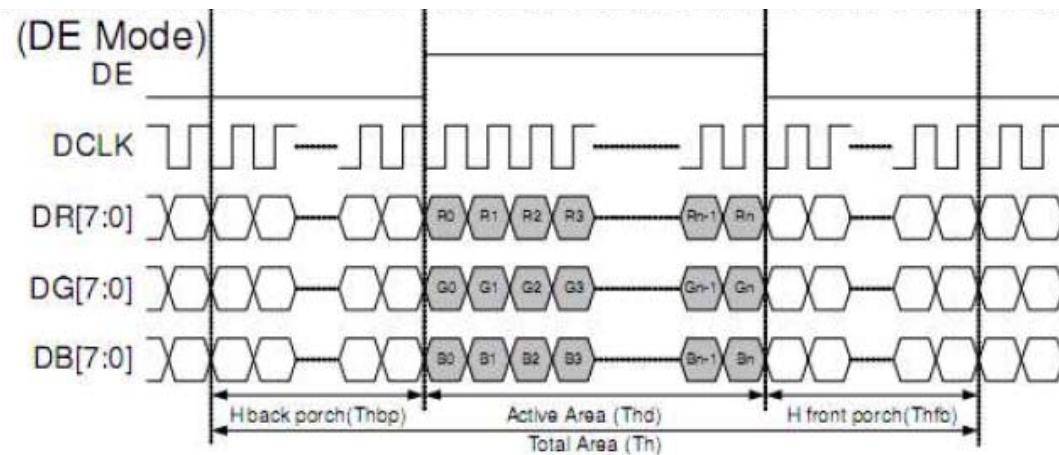 (DE Mode)
DE
DCLK
DR[7:0] R0 R1 R2 R3 Rn-1 Rn
DG[7:0] G0 G1 G2 G3 Gn-1 Gn
DB[7:0] B0 B1 B2 B3 Bn-1 Bn
H back porch(Thbp) Active Area (Thd) H front porch(Thfb)
Total Area (Th)